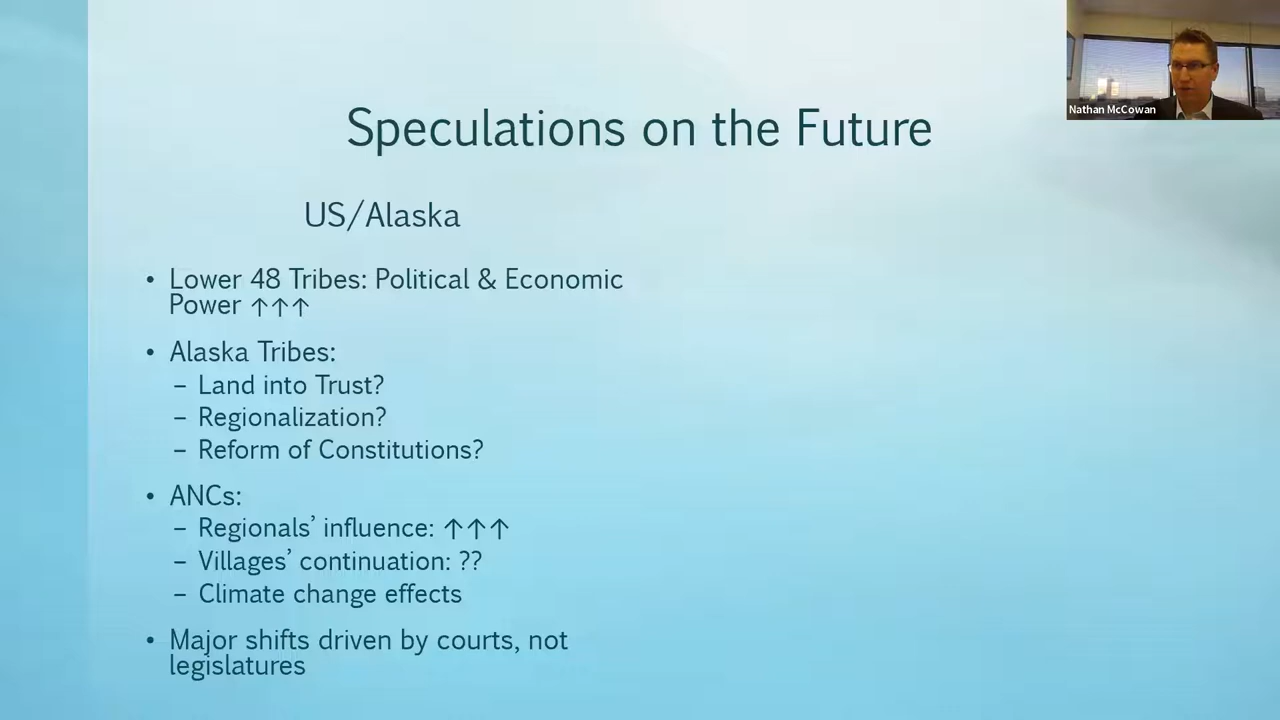 Nathan McCowan
Speculations on the Future
US/Alaska
• Lower 48 Tribes: Political & Economic
Power ↑↑↑
• Alaska Tribes:
– Land into Trust?
– Regionalization?
– Reform of Constitutions?
• ANCs:
– Regionals’ influence: ↑↑↑
– Villages’ continuation: ??
– Climate change effects
• Major shifts driven by courts, not
legislatures